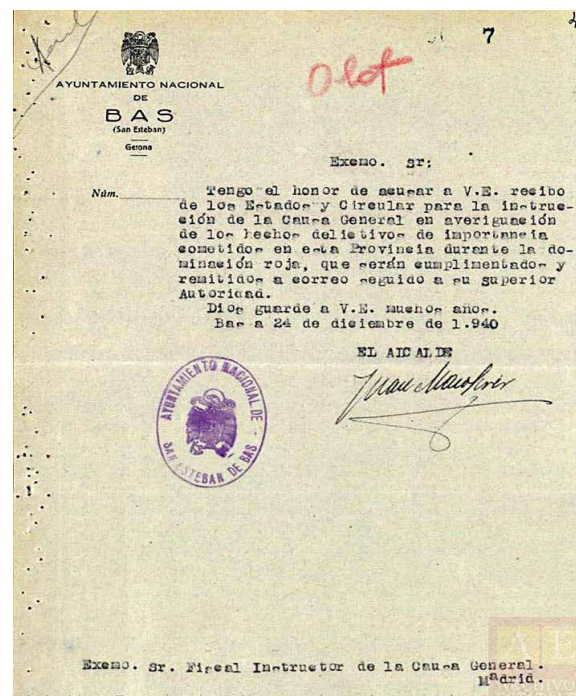 7
Olot
AYUNTAMIENTO NACIONAL
DE
BAS
(San Esteban)
Gerona
Exemo. Sr:
Núm.
Tengo el honor de acusar a V.E. recibo
de los Estados y Circular para la instruc-
ción de la Causa General en averiguación
de los hechos delictivos de importancia
cometidos en esta Provincia durante la do-
minación roja, que serán cumplimentados y
remitidos a correo seguido a su superior
Autoridad.
Dios guarde a V.E. muchos años.
Bas a 24 de diciembre de 1.940
EL AICALDE
AYUNTAMIENTO NACIONAL DE
SAN ESTEBAN DE BAS
Exemo. Sr. Fiscal Instructor de la Causa General.
Madrid.